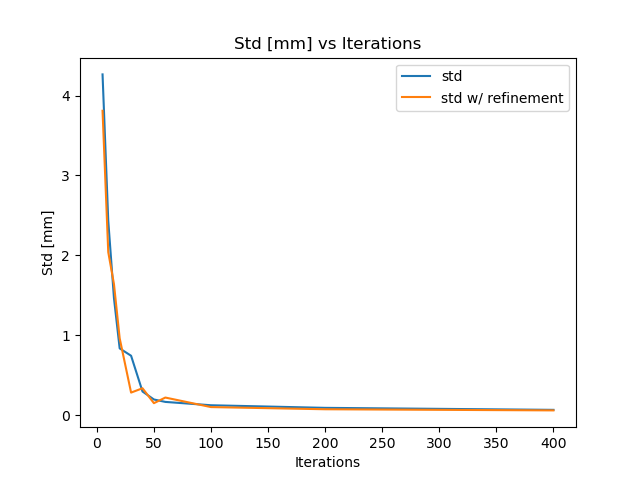 Std [mm] vs Iterations
std
std w/ refinement
Std [mm]
4
3
2
1
0
0 50 100 150 200 250 300 350 400
Iterations